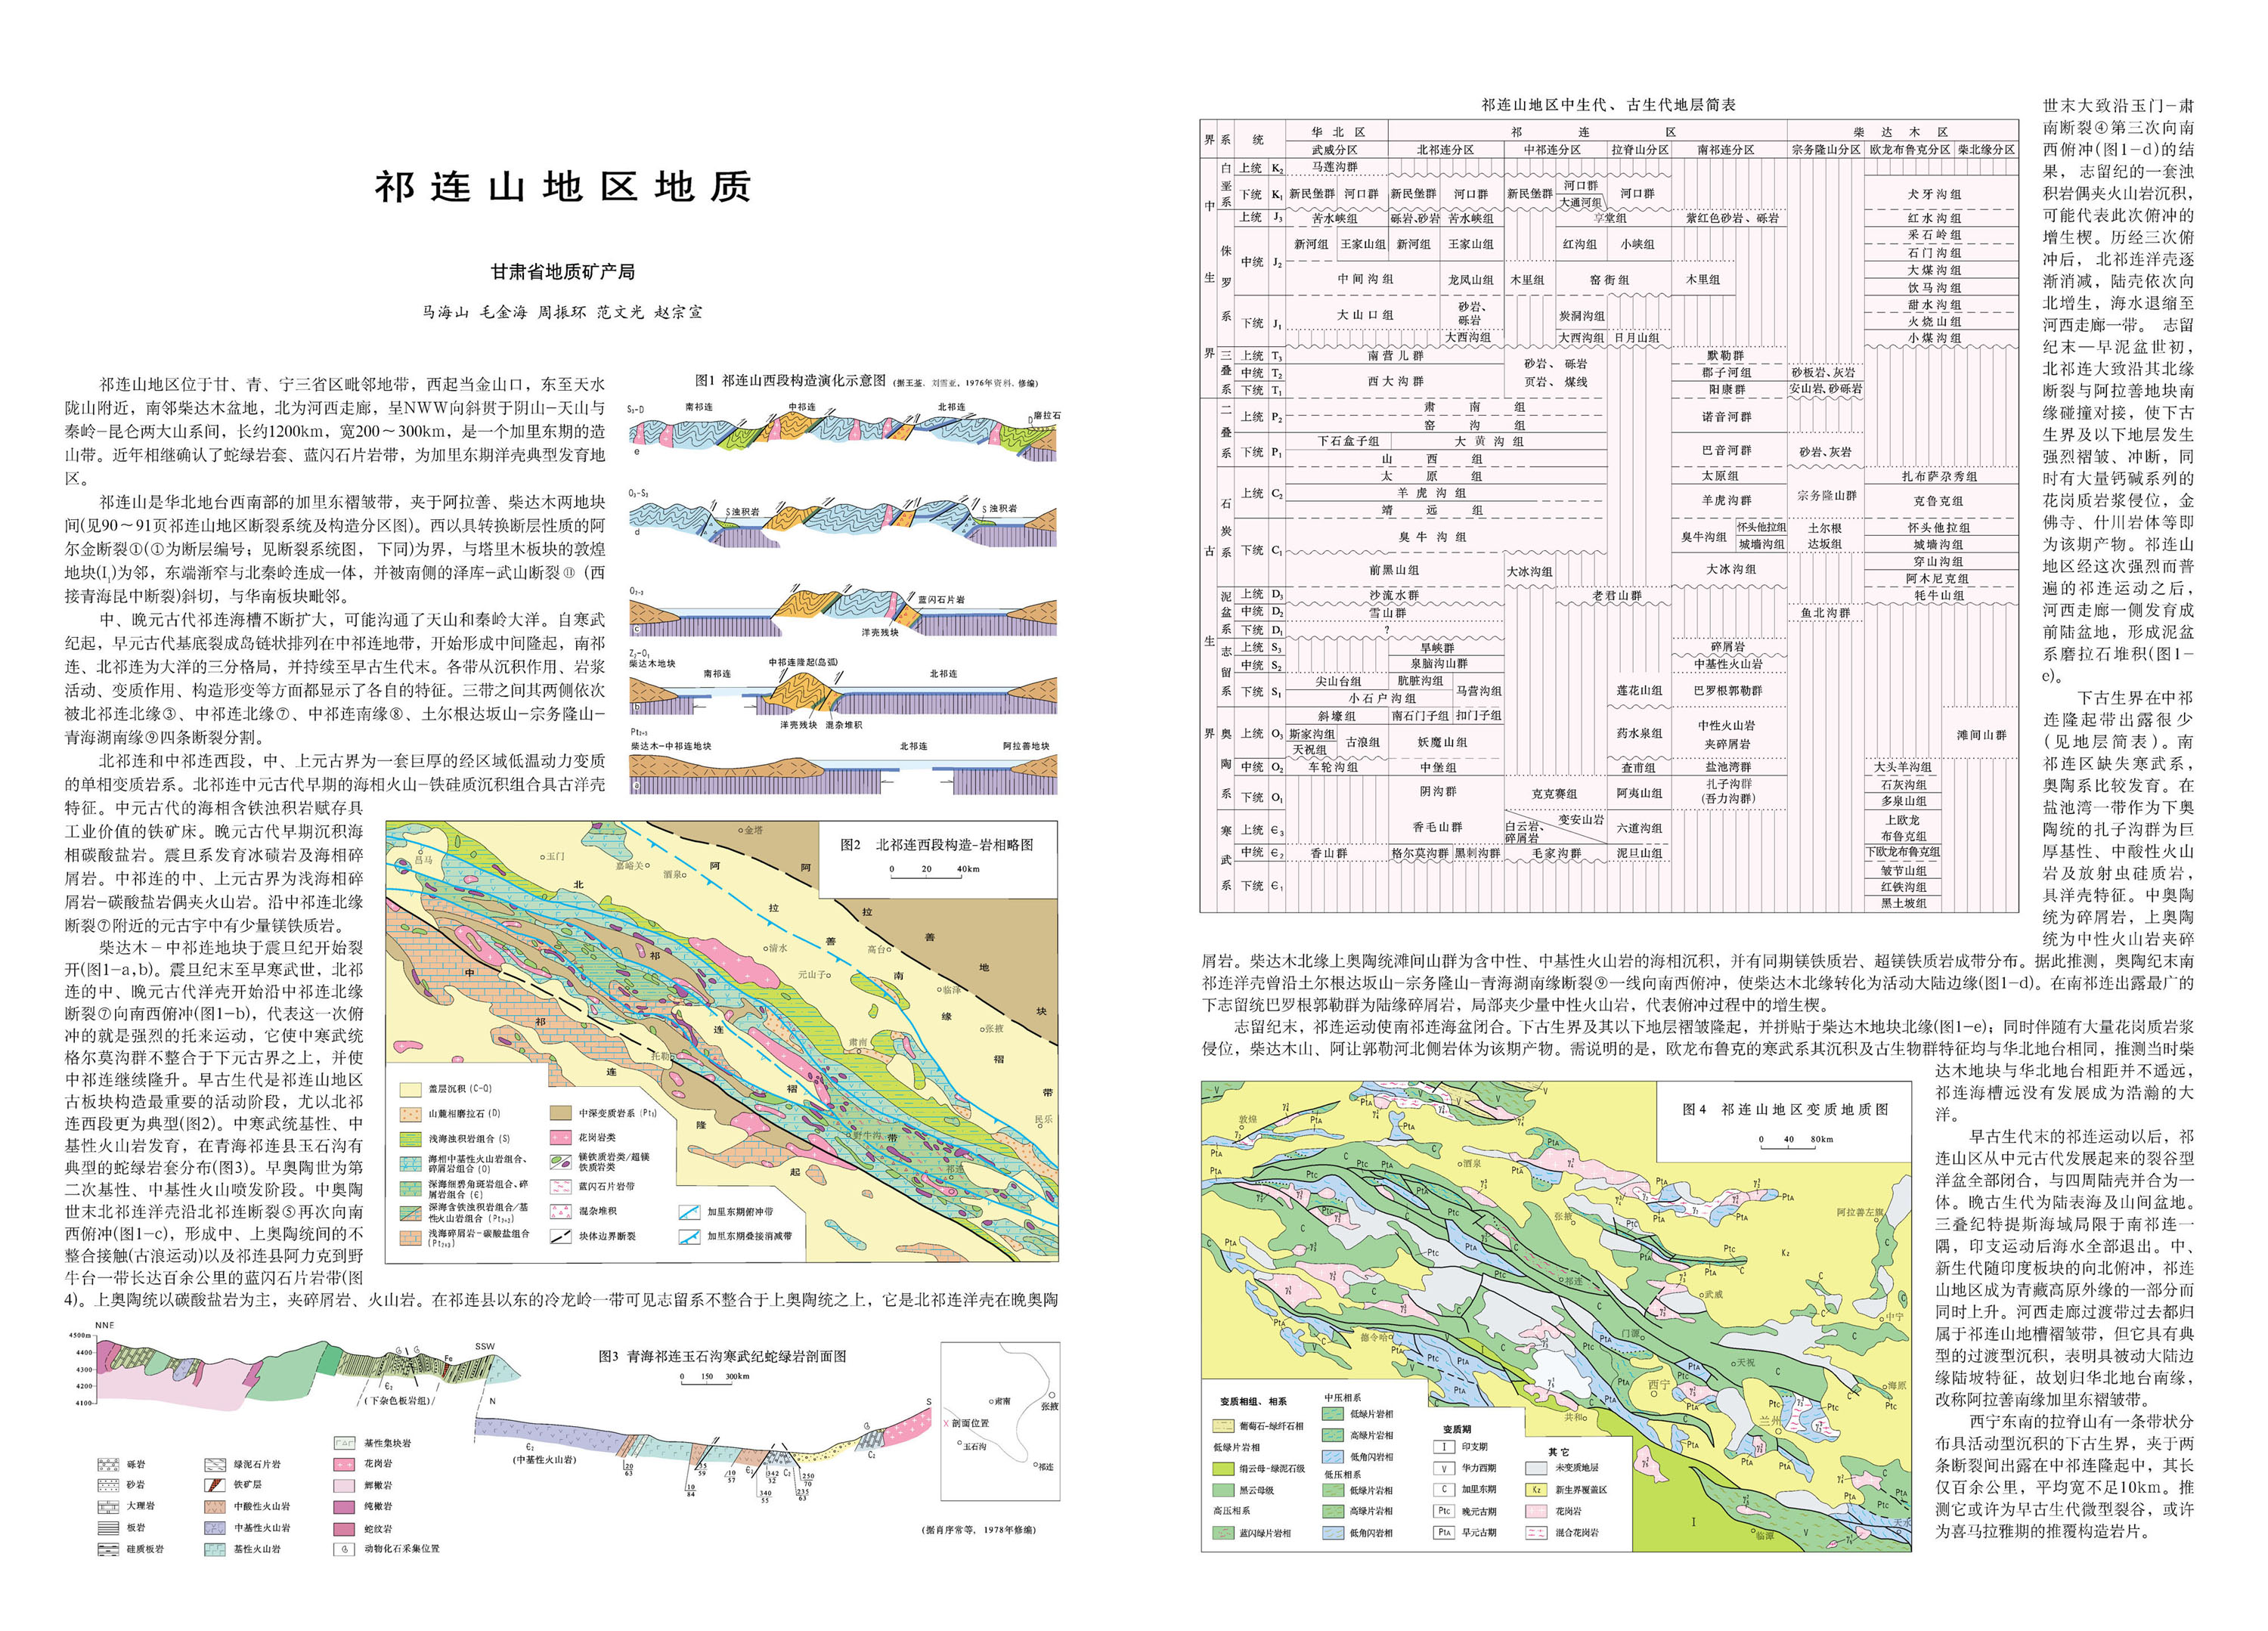 祁连山地区地质
甘肃省地质矿产局
马海山 毛金海 周振环 范文光 赵宗宣
祁连山地区位于甘、青、宁三省区毗邻地带，西起当金山口，东至天水
陇山附近，南邻柴达木盆地，北为河西走廊，呈NWW向斜贯于阴山-天山与
秦岭-昆仑两大山系间，长约1200km，宽200～300km，是一个加里东期的造
山带。近年相继确认了蛇绿岩套、蓝闪石片岩带，为加里东期洋壳典型发育地
区。
祁连山是华北地台西南部的加里东褶皱带，夹于阿拉善、柴达木两地块
间(见90～91页祁连山地区断裂系统及构造分区图)。西以具转换断层性质的阿
尔金断裂①(①为断层编号；见断裂系统图，下同)为界，与塔里木板块的敦煌
地块(I₁)为邻，东端渐窄与北秦岭连成一体，并被南侧的泽库-武山断裂⑪（西
接青海昆中断裂)斜切，与华南板块毗邻。
中、晚元古代祁连海槽不断扩大，可能沟通了天山和秦岭大洋。自寒武
纪起，早元古代基底裂成岛链状排列在中祁连地带，开始形成中间隆起，南祁
连、北祁连为大洋的三分格局，并持续至早古生代末。各带从沉积作用、岩浆
活动、变质作用、构造形变等方面都显示了各自的特征。三带之间其两侧依次
被北祁连北缘③、中祁连北缘⑦、中祁连南缘⑧、土尔根达坂山-宗务隆山-
青海湖南缘⑨四条断裂分割。
北祁连和中祁连西段，中、上元古界为一套巨厚的经区域低温动力变质
的单相变质岩系。北祁连中元古代早期的海相火山-铁硅质沉积组合具古洋壳
特征。中元古代的海相含铁浊积岩赋存具
工业价值的铁矿床。晚元古代早期沉积海
相碳酸盐岩。震旦系发育冰碛岩及海相碎
屑岩。中祁连的中、上元古界为浅海相碎
屑岩-碳酸盐岩偶夹火山岩。沿中祁连北缘
断裂⑦附近的元古宇中有少量镁铁质岩。
柴达木-中祁连地块于震旦纪开始裂
开(图1-a,b)。震旦纪末至早寒武世，北祁
连的中、晚元古代洋壳开始沿中祁连北缘
断裂⑦向南西俯冲(图1-b)，代表这一次俯
冲的就是强烈的托来运动，它使中寒武统
格尔莫沟群不整合于下元古界之上，并使
中祁连继续隆升。早古生代是祁连山地区
古板块构造最重要的活动阶段，尤以北祁
连西段更为典型(图2)。中寒武统基性、中
基性火山岩发育，在青海祁连县玉石沟有
典型的蛇绿岩套分布(图3)。早奥陶世为第
二次基性、中基性火山喷发阶段。中奥陶
世末北祁连洋壳沿北祁连断裂⑤再次向南
西俯冲(图1-c)，形成中、上奥陶统间的不
整合接触(古浪运动)以及祁连县阿力克到野
牛台一带长达百余公里的蓝闪石片岩带(图
4)。上奥陶统以碳酸盐岩为主，夹碎屑岩、火山岩。在祁连县以东的冷龙岭一带可见志留系不整合于上奥陶统之上，它是北祁连洋壳在晚奥陶
图1 祁连山西段构造演化示意图 (据王荃，刘雪亚，1976年资料，修编)
S₃-D 南祁连 中祁连 北祁连 D 磨拉石
e
O₃-S₃ S浊积岩 S浊积岩
d
O₂₋₃ 蓝闪石片岩
c 洋壳残块
Z₂-O₁
柴达木地块 南祁连 中祁连隆起(岛弧) 北祁连
b 洋壳残块 混杂堆积
Pt₂₊₃
柴达木-中祁连地块 北祁连 阿拉善地块
a
图2 北祁连西段构造-岩相略图
0 20 40km
金塔
昌马 玉门 嘉峪关 酒泉
清水 高台 元山子 临泽 张掖 肃南
托勒 野牛沟 祁连 民乐
北 祁 连 褶 带
中 祁 连 隆 起
阿 拉 善 南 缘 褶 带
阿 拉 善 地 块
盖层沉积 (C-Q)
山麓相磨拉石 (D)
浅海浊积岩组合 (S)
海相中基性火山岩组合、
碎屑岩组合 (O)
深海细碧角斑岩组合、碎
屑岩组合 (Є)
深海含铁浊积岩组合/基
性火山岩组合 (Pt₂₊₃)
浅海碎屑岩-碳酸盐组合
(Pt₂₊₃)
中深变质岩系 (Pt₁)
花岗岩类
镁铁质岩类/超镁
铁质岩类
蓝闪石片岩带
混杂堆积
块体边界断裂
加里东期俯冲带
加里东期叠接消减带
图3 青海祁连玉石沟寒武纪蛇绿岩剖面图
0 150 300km
NNE
4500m
4400
4300
4200
4100
SSW
Fe
Є₂
(下杂色板岩组)
N
S
Є₂
(中基性火山岩)
砾岩
砂岩
大理岩
板岩
硅质板岩
绿泥石片岩
铁矿层
中酸性火山岩
中基性火山岩
基性火山岩
基性集块岩
花岗岩
辉橄岩
纯橄岩
蛇纹岩
动物化石采集位置
肃南
张掖
剖面位置
玉石沟
祁连
(据肖序常等，1978年修编)
祁连山地区中生代、古生代地层简表
界 系 统 华北区 祁连区 柴达木区
武威分区 北祁连分区 中祁连分区 拉脊山分区 南祁连分区 宗务隆山分区 欧龙布鲁克分区 柴北缘分区
中生界
白垩系 上统 K₂ 马莲沟群
下统 K₁ 新民堡群 河口群 新民堡群 河口群 新民堡群 河口群 大通河组 河口群 犬牙沟组
侏罗系 上统 J₃ 苦水峡组 砾岩、砂岩 苦水峡组 享堂组 紫红色砂岩、砾岩 红水沟组
中统 J₂ 新河组 王家山组 新河组 王家山组 红沟组 小峡组 采石岭组
石门沟组
中间沟组 龙凤山组 木里组 窑街组 木里组 大煤沟组
饮马沟组
下统 J₁ 大山口组 砂岩、砾岩 炭洞沟组 甜水沟组
火烧山组
大西沟组 大西沟组 日月山组 小煤沟组
三叠系 上统 T₃ 南营儿群 砂岩、砾岩 默勒群
中统 T₂ 西大沟群 页岩、煤线 郡子河组 砂板岩、灰岩
下统 T₁ 阳康群 安山岩、砂砾岩
古生界
二叠系 上统 P₂ 肃南组 诺音河群
窑沟组
下统 P₁ 下石盒子组 大黄沟组 巴音河群 砂岩、灰岩
山西组
石炭系 上统 C₂ 太原组 太原组 扎布萨尕秀组
羊虎沟组 羊虎沟群 宗务隆山群 克鲁克组
靖远组
下统 C₁ 臭牛沟组 臭牛沟组 怀头他拉组 城墙沟组 土尔根达坂组 怀头他拉组
城墙沟组
前黑山组 大冰沟组 大冰沟组 穿山沟组
阿木尼克组
泥盆系 上统 D₃ 沙流水群 老君山群 牦牛山组
中统 D₂ 雪山群 鱼北沟群
下统 D₁ ?
志留系 上统 S₃ 旱峡群 碎屑岩
中统 S₂ 泉脑沟山群 中基性火山岩
下统 S₁ 尖山台组 肮脏沟组 马营沟组 莲花山组 巴罗根郭勒群
小石户沟组
奥陶系 上统 O₃ 斜壕组 南石门子组 扣门子组 药水泉组 中性火山岩夹碎屑岩 滩间山群
斯家沟组 天祝组 古浪组 妖魔山组
中统 O₂ 车轮沟组 中堡组 查甫组 盐池湾群 大头羊沟组
下统 O₁ 阴沟群 克克赛组 阿夷山组 扎子沟群 (吾力沟群) 石灰沟组
多泉山组
寒武系 上统 Є₃ 香毛山群 白云岩、碎屑岩 变安山岩 六道沟组 上欧龙布鲁克组
中统 Є₂ 香山群 格尔莫沟群 黑刺沟群 毛家沟群 泥旦山组 下欧龙布鲁克组
下统 Є₁ 皱节山组
红铁沟组
黑土坡组
世末大致沿玉门-肃
南断裂④第三次向南
西俯冲(图1-d)的结
果，志留纪的一套浊
积岩偶夹火山岩沉积，
可能代表此次俯冲的
增生楔。历经三次俯
冲后，北祁连洋壳逐
渐消减，陆壳依次向
北增生，海水退缩至
河西走廊一带。志留
纪末—早泥盆世初，
北祁连大致沿其北缘
断裂与阿拉善地块南
缘碰撞对接，使下古
生界及以下地层发生
强烈褶皱、冲断，同
时有大量钙碱系列的
花岗质岩浆侵位，金
佛寺、什川岩体等即
为该期产物。祁连山
地区经这次强烈而普
遍的祁连运动之后，
河西走廊一侧发育成
前陆盆地，形成泥盆
系磨拉石堆积(图1-
e)。
下古生界在中祁
连隆起带出露很少
(见地层简表)。南
祁连区缺失寒武系，
奥陶系比较发育。在
盐池湾一带作为下奥
陶统的扎子沟群为巨
厚基性、中酸性火山
岩及放射虫硅质岩，
具洋壳特征。中奥陶
统为碎屑岩，上奥陶
统为中性火山岩夹碎
屑岩。柴达木北缘上奥陶统滩间山群为含中性、中基性火山岩的海相沉积，并有同期镁铁质岩、超镁铁质岩成带分布。据此推测，奥陶纪末南
祁连洋壳曾沿土尔根达坂山-宗务隆山-青海湖南缘断裂⑨一线向南西俯冲，使柴达木北缘转化为活动大陆边缘(图1-d)。在南祁连出露最广的
下志留统巴罗根郭勒群为陆缘碎屑岩，局部夹少量中性火山岩，代表俯冲过程中的增生楔。
志留纪末，祁连运动使南祁连海盆闭合。下古生界及其以下地层褶皱隆起，并拼贴于柴达木地块北缘(图1-e)；同时伴随有大量花岗质岩浆
侵位，柴达木山、阿让郭勒河北侧岩体为该期产物。需说明的是，欧龙布鲁克的寒武系其沉积及古生物群特征均与华北地台相同，推测当时柴
达木地块与华北地台相距并不遥远，
祁连海槽远没有发展成为浩瀚的大
洋。
早古生代末的祁连运动以后，祁
连山区从中元古代发展起来的裂谷型
洋盆全部闭合，与四周陆壳并合为一
体。晚古生代为陆表海及山间盆地。
三叠纪特提斯海域局限于南祁连一
隅，印支运动后海水全部退出。中、
新生代随印度板块的向北俯冲，祁连
山地区成为青藏高原外缘的一部分而
同时上升。河西走廊过渡带过去都归
属于祁连山地槽褶皱带，但它具有典
型的过渡型沉积，表明具被动大陆边
缘陆坡特征，故划归华北地台南缘，
改称阿拉善南缘加里东褶皱带。
西宁东南的拉脊山有一条带状分
布具活动型沉积的下古生界，夹于两
条断裂间出露在中祁连隆起中，其长
仅百余公里，平均宽不足10km。推
测它或许为早古生代微型裂谷，或许
为喜马拉雅期的推覆构造岩片。
图4 祁连山地区变质地质图
0 40 80km
敦煌 酒泉 张掖 阿拉善左旗 祁连 武威 中宁 德令哈 门源 天祝 海原 西宁 共和 兰州 临潭 天水
变质相组、相系
葡萄石-绿纤石相
低绿片岩相
绢云母-绿泥石级
黑云母级
高压相系
蓝闪绿片岩相
中压相系
低绿片岩相
高绿片岩相
低角闪岩相
低压相系
低绿片岩相
高绿片岩相
低角闪岩相
变质期
I 印支期
V 华力西期
C 加里东期
Ptc 晚元古期
PtA 早元古期
其它
未变质地层
Kz 新生界覆盖区
花岗岩
混合花岗岩